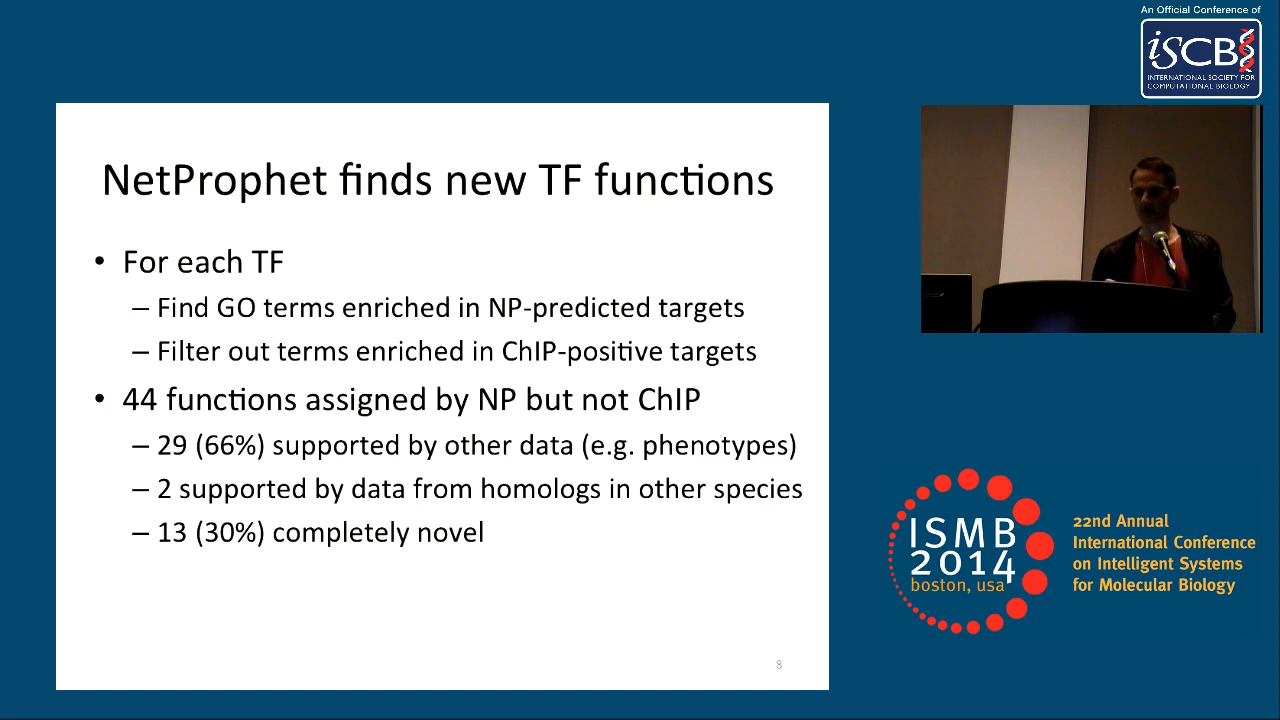 An Official Conference of
iSCB
INTERNATIONAL SOCIETY FOR
COMPUTATIONAL BIOLOGY
NetProphet finds new TF functions
• For each TF
– Find GO terms enriched in NP-predicted targets
– Filter out terms enriched in ChIP-positive targets
• 44 functions assigned by NP but not ChIP
– 29 (66%) supported by other data (e.g. phenotypes)
– 2 supported by data from homologs in other species
– 13 (30%) completely novel
8
ISMB
2014
boston, usa
22nd Annual
International Conference
on Intelligent Systems
for Molecular Biology